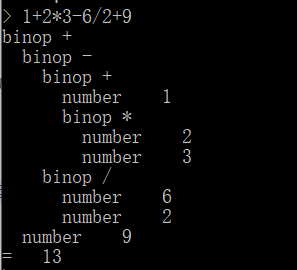 > 1+2*3-6/2+9
binop +
  binop -
    binop +
      number    1
      binop *
        number    2
        number    3
    binop /
      number    6
      number    2
  number    9
=   13